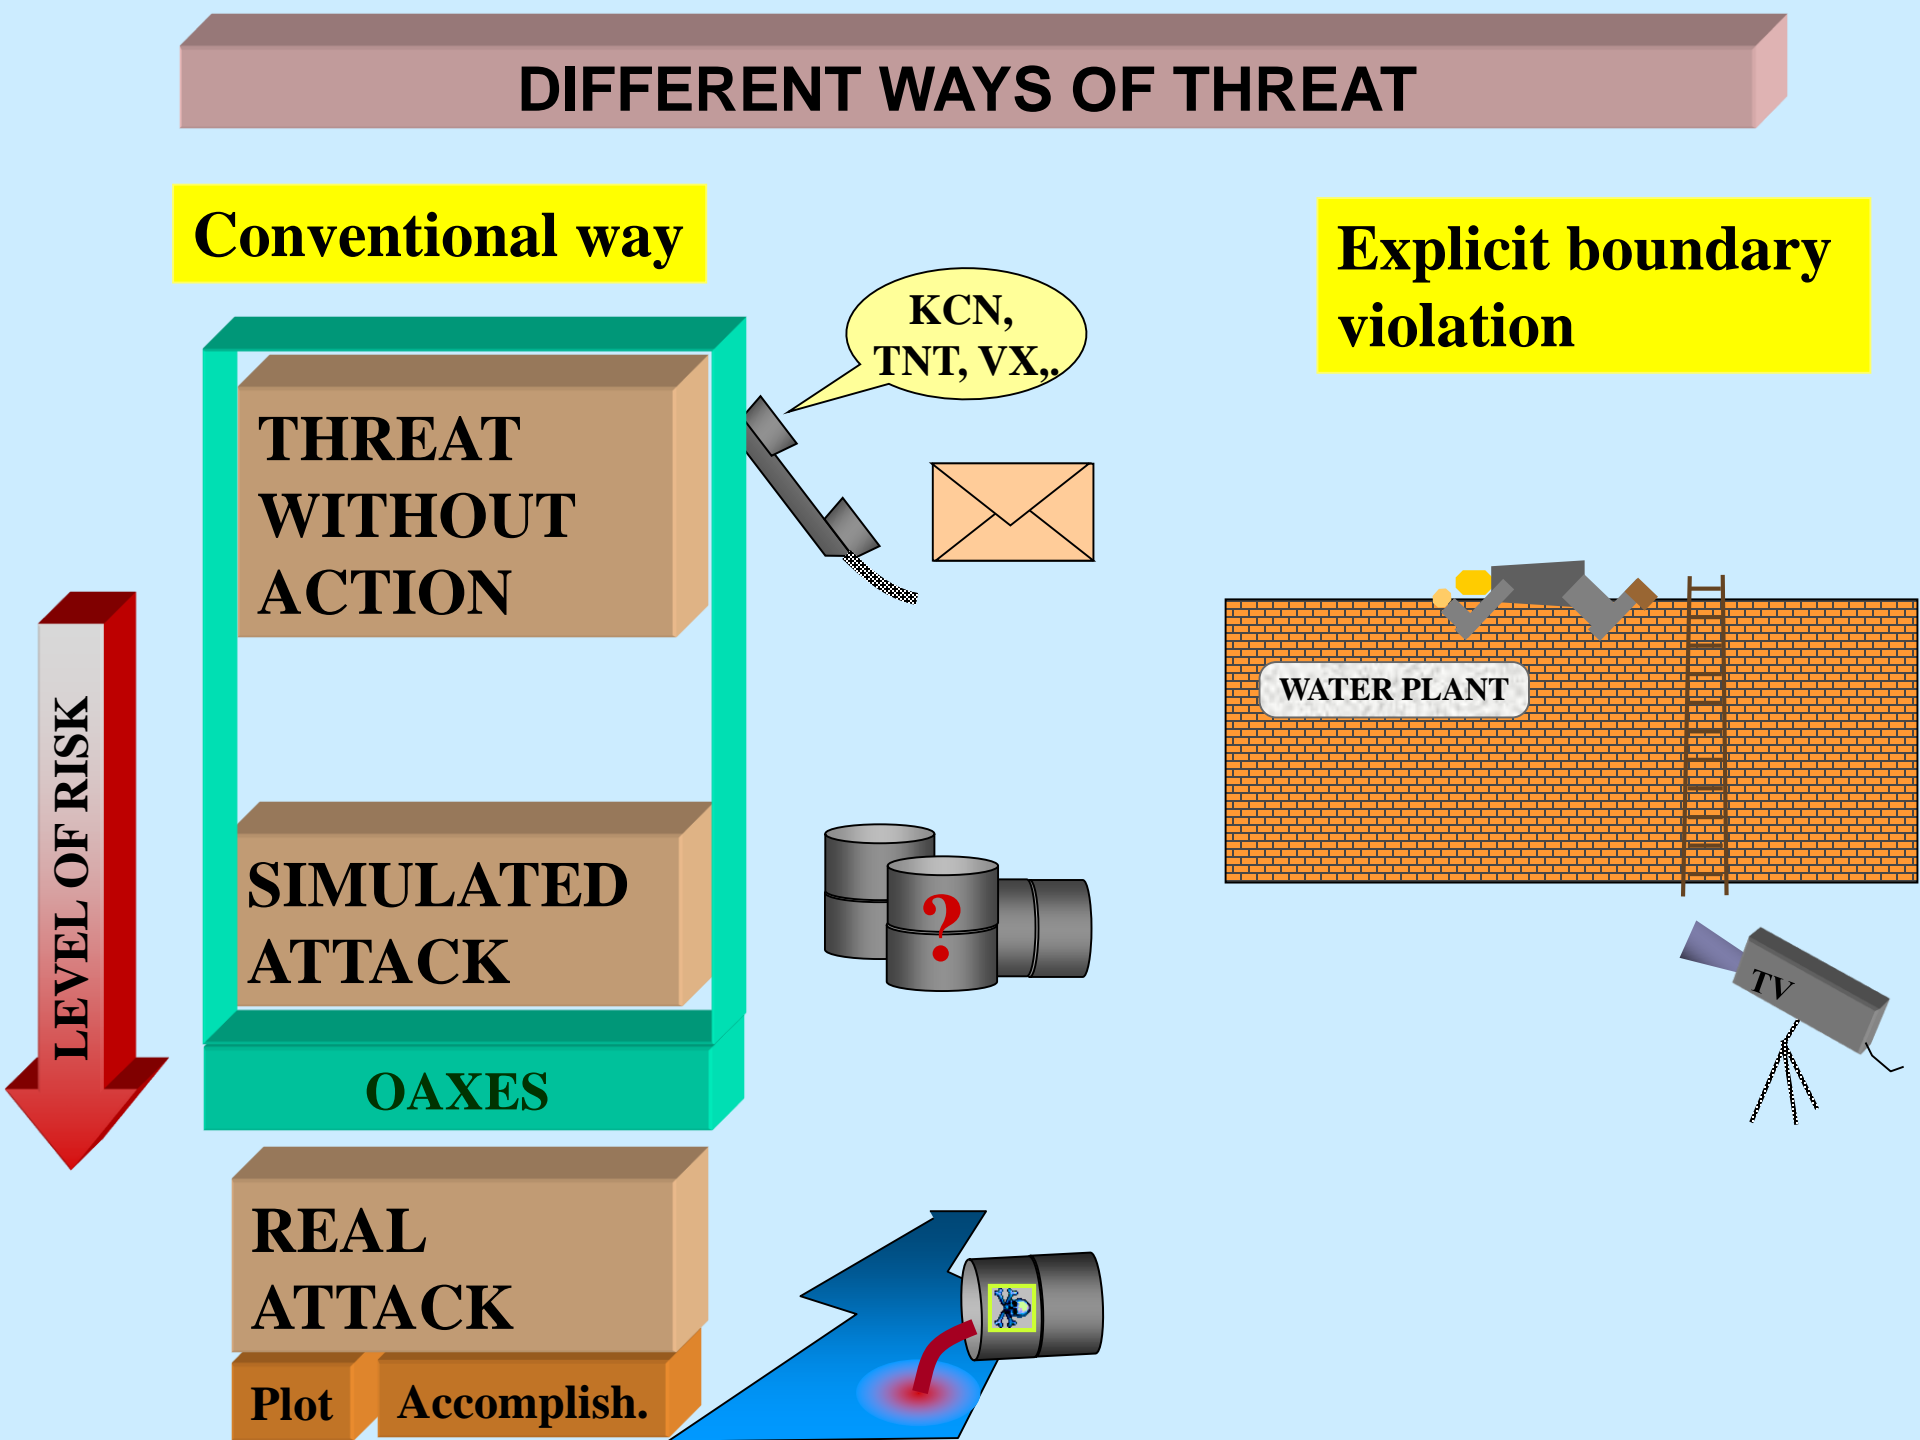 DIFFERENT WAYS OF THREAT
Conventional way
Explicit boundary
violation
KCN,
TNT, VX,.
THREAT
WITHOUT
ACTION
WATER PLANT
LEVEL OF RISK
SIMULATED
ATTACK
?
TV
OAXES
REAL
ATTACK
Plot
Accomplish.